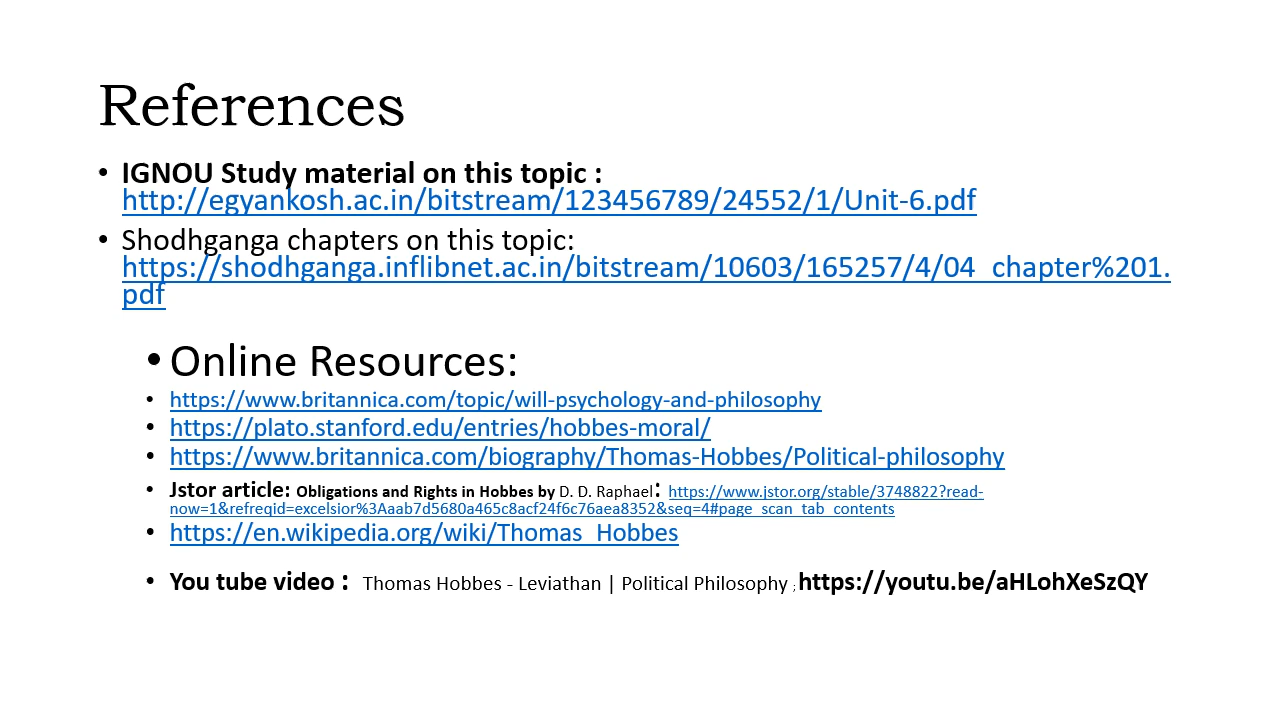 References
• IGNOU Study material on this topic :
http://egyankosh.ac.in/bitstream/123456789/24552/1/Unit-6.pdf
• Shodhganga chapters on this topic:
https://shodhganga.inflibnet.ac.in/bitstream/10603/165257/4/04_chapter%201.
pdf
• Online Resources:
• https://www.britannica.com/topic/will-psychology-and-philosophy
• https://plato.stanford.edu/entries/hobbes-moral/
• https://www.britannica.com/biography/Thomas-Hobbes/Political-philosophy
• Jstor article: Obligations and Rights in Hobbes by D. D. Raphael: https://www.jstor.org/stable/3748822?read-
now=1&refreqid=excelsior%3Aaab7d5680a465c8acf24f6c76aea8352&seq=4#page_scan_tab_contents
• https://en.wikipedia.org/wiki/Thomas_Hobbes
• You tube video : Thomas Hobbes - Leviathan | Political Philosophy ; https://youtu.be/aHLohXeSzQY